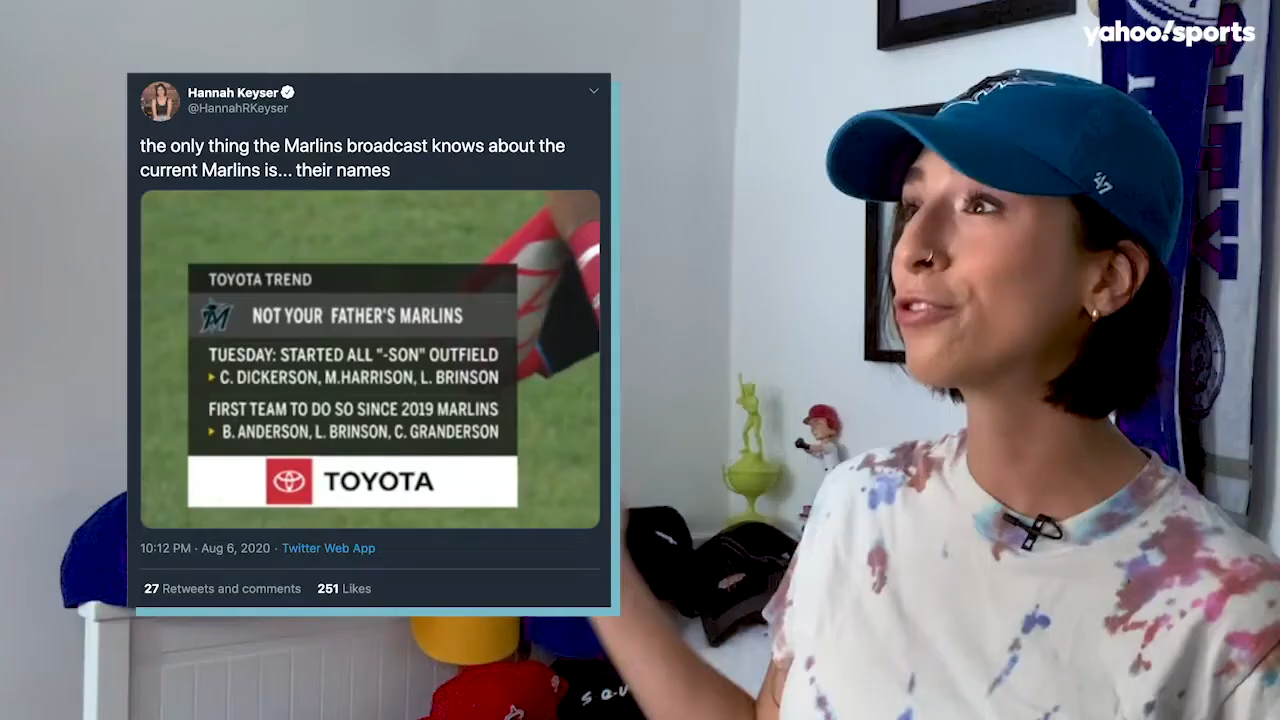 yahoo!sports
Hannah Keyser
@HannahRKeyser
the only thing the Marlins broadcast knows about the
current Marlins is... their names
TOYOTA TREND
M NOT YOUR FATHER'S MARLINS
TUESDAY: STARTED ALL "-SON" OUTFIELD
C. DICKERSON, M.HARRISON, L. BRINSON
FIRST TEAM TO DO SO SINCE 2019 MARLINS
B. ANDERSON, L. BRINSON, C. GRANDERSON
TOYOTA
10:12 PM · Aug 6, 2020 · Twitter Web App
27 Retweets and comments 251 Likes
'47